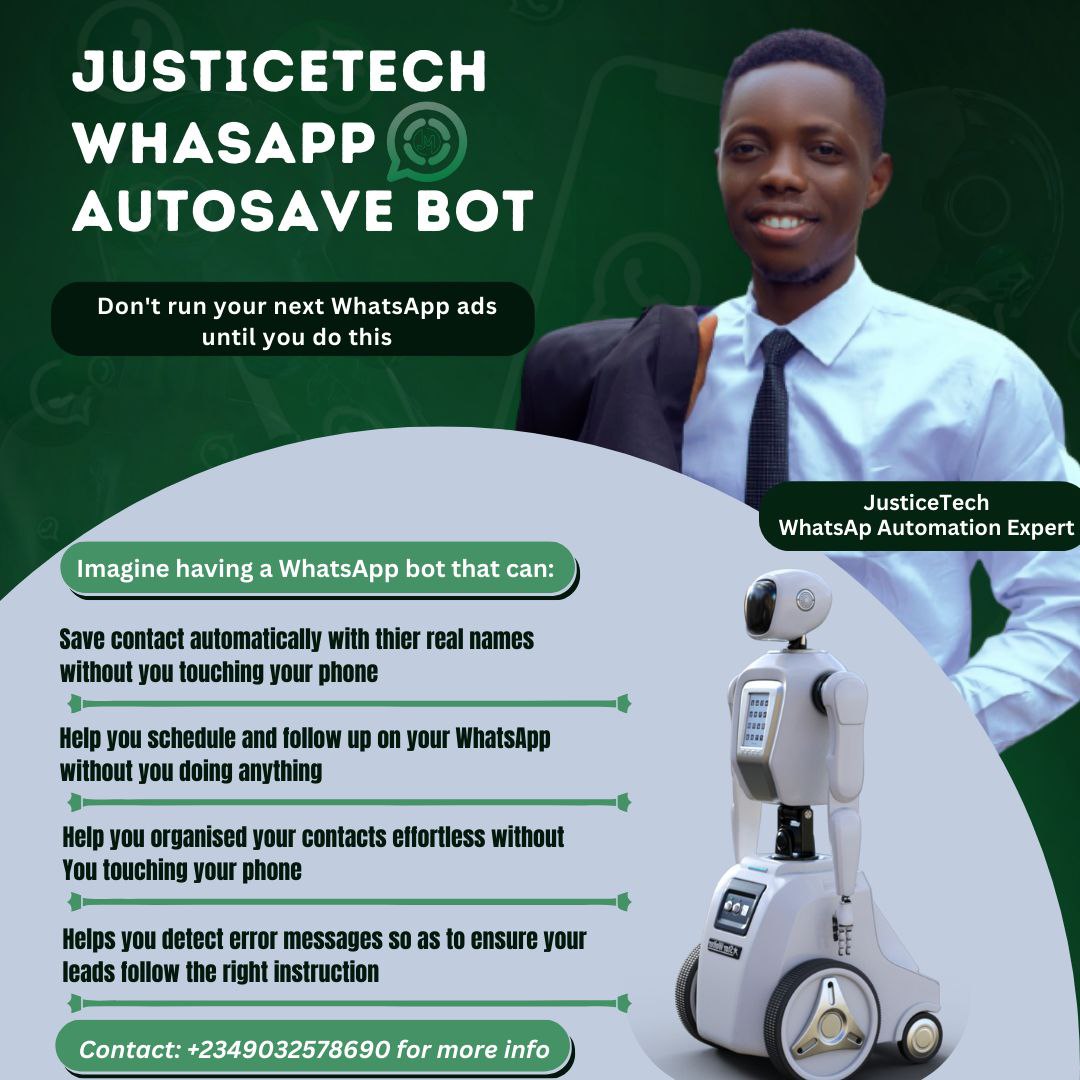 JUSTICETECH
WHASAPP
AUTOSAVE BOT
Don't run your next WhatsApp ads
until you do this
JusticeTech
WhatsAp Automation Expert
Imagine having a WhatsApp bot that can:
Save contact automatically with thier real names
without you touching your phone
Help you schedule and follow up on your WhatsApp
without you doing anything
Help you organised your contacts effortless without
You touching your phone
Helps you detect error messages so as to ensure your
leads follow the right instruction
Contact: +2349032578690 for more info